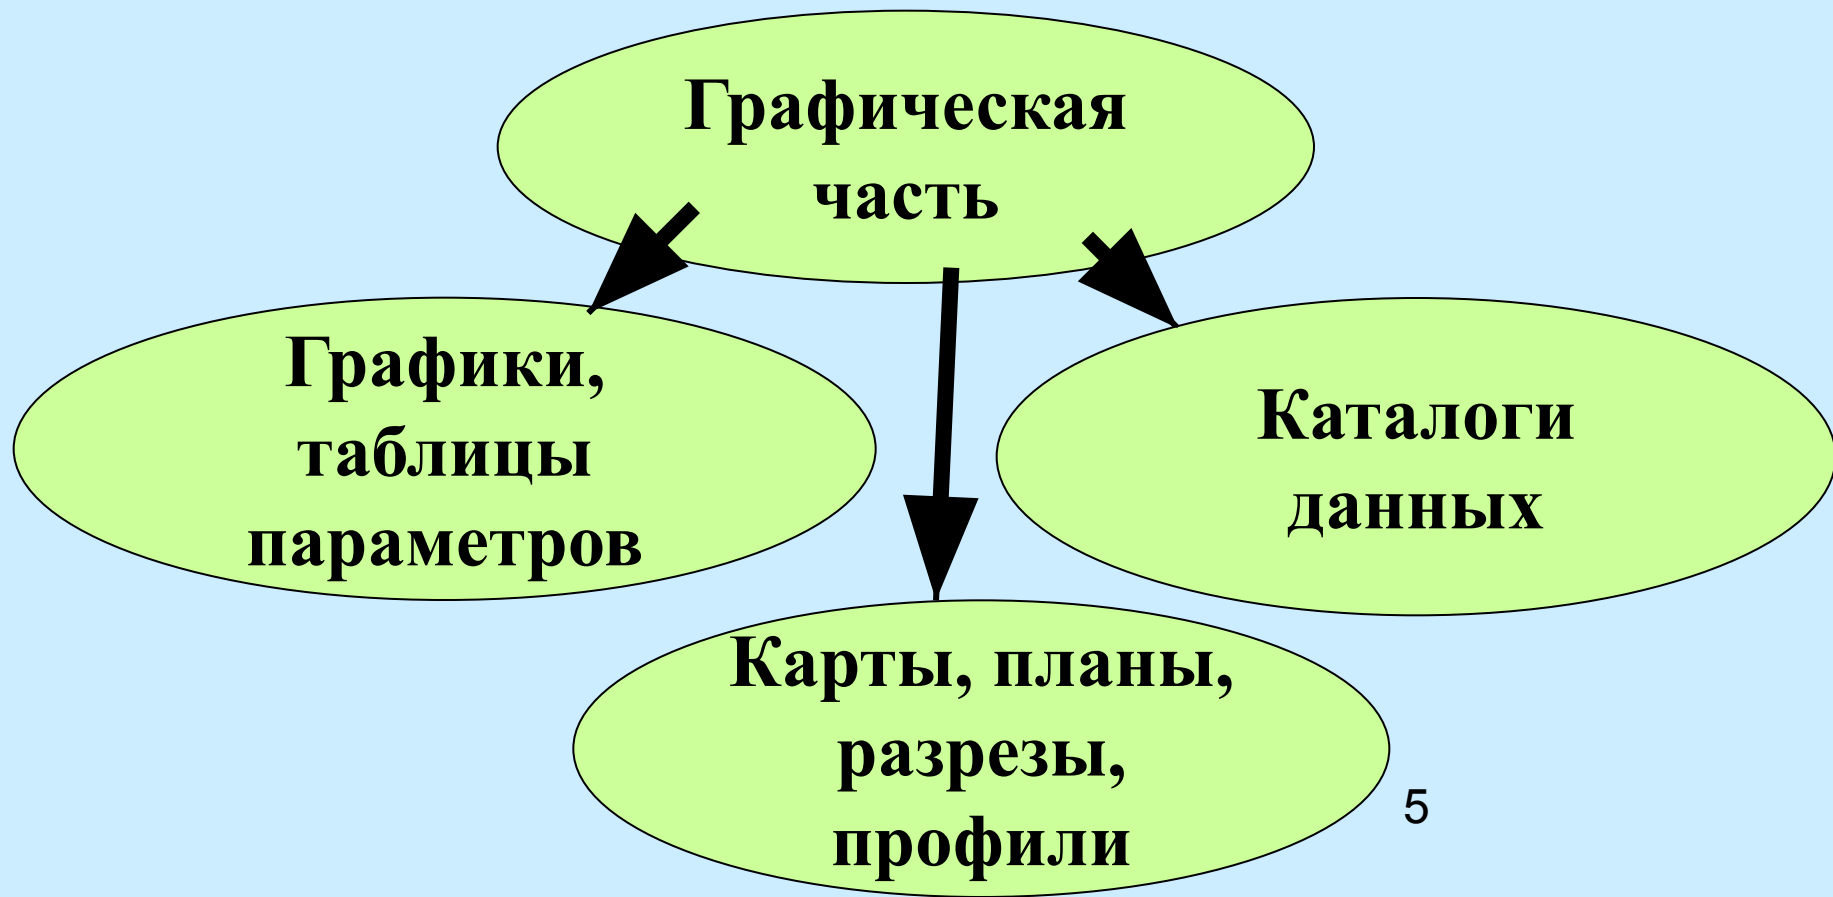 Графическая
часть
Графики,
таблицы
параметров
Каталоги
данных
Карты, планы,
разрезы,
профили
5